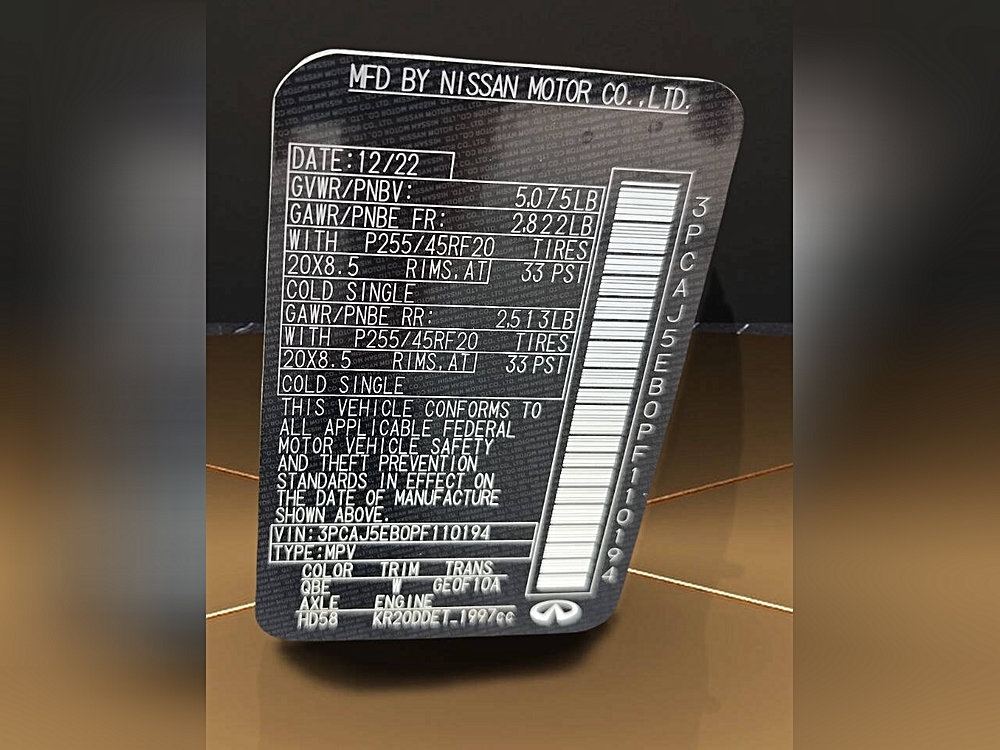 MFD BY NISSAN MOTOR CO.,LTD.
DATE:12/22
GVWR/PNBV: 5,075LB
GAWR/PNBE FR: 2,822LB
WITH P255/45RF20 TIRES
20X8.5 RIMS,AT 33 PSI
COLD SINGLE
GAWR/PNBE RR: 2,513LB
WITH P255/45RF20 TIRES
20X8.5 RIMS,AT 33 PSI
COLD SINGLE
THIS VEHICLE CONFORMS TO
ALL APPLICABLE FEDERAL
MOTOR VEHICLE SAFETY
AND THEFT PREVENTION
STANDARDS IN EFFECT ON
THE DATE OF MANUFACTURE
SHOWN ABOVE.
VIN:3PCAJ5EB0PF110194
TYPE:MPV
COLOR TRIM TRANS
QBE W GE0F10A
AXLE ENGINE
HD58 KR20DDET_1997cc
3PCAJ5EB0PF110194